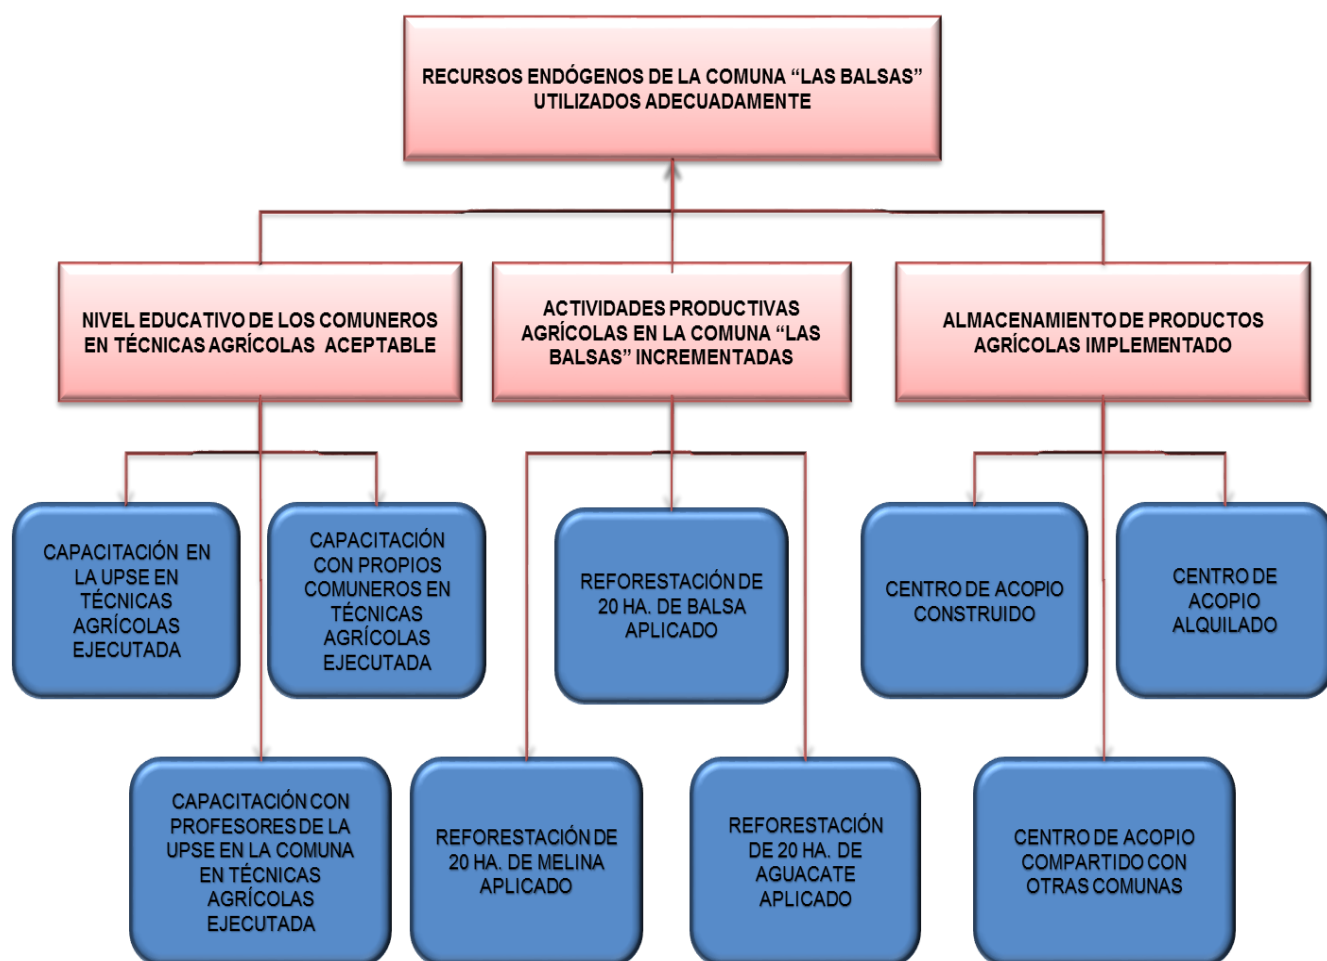 RECURSOS ENDÓGENOS DE LA COMUNA “LAS BALSAS”
UTILIZADOS ADECUADAMENTE
NIVEL EDUCATIVO DE LOS COMUNEROS
EN TÉCNICAS AGRÍCOLAS ACEPTABLE
ACTIVIDADES PRODUCTIVAS
AGRÍCOLAS EN LA COMUNA “LAS
BALSAS” INCREMENTADAS
ALMACENAMIENTO DE PRODUCTOS
AGRÍCOLAS IMPLEMENTADO
CAPACITACIÓN EN
LA UPSE EN
TÉCNICAS
AGRÍCOLAS
EJECUTADA
CAPACITACIÓN
CON PROPIOS
COMUNEROS EN
TÉCNICAS
AGRÍCOLAS
EJECUTADA
REFORESTACIÓN DE
20 HA. DE BALSA
APLICADO
CENTRO DE ACOPIO
CONSTRUIDO
CENTRO DE
ACOPIO
ALQUILADO
CAPACITACIÓN CON
PROFESORES DE LA
UPSE EN LA COMUNA
EN TÉCNICAS
AGRÍCOLAS
EJECUTADA
REFORESTACIÓN DE
20 HA. DE MELINA
APLICADO
REFORESTACIÓN
DE 20 HA. DE
AGUACATE
APLICADO
CENTRO DE ACOPIO
COMPARTIDO CON
OTRAS COMUNAS